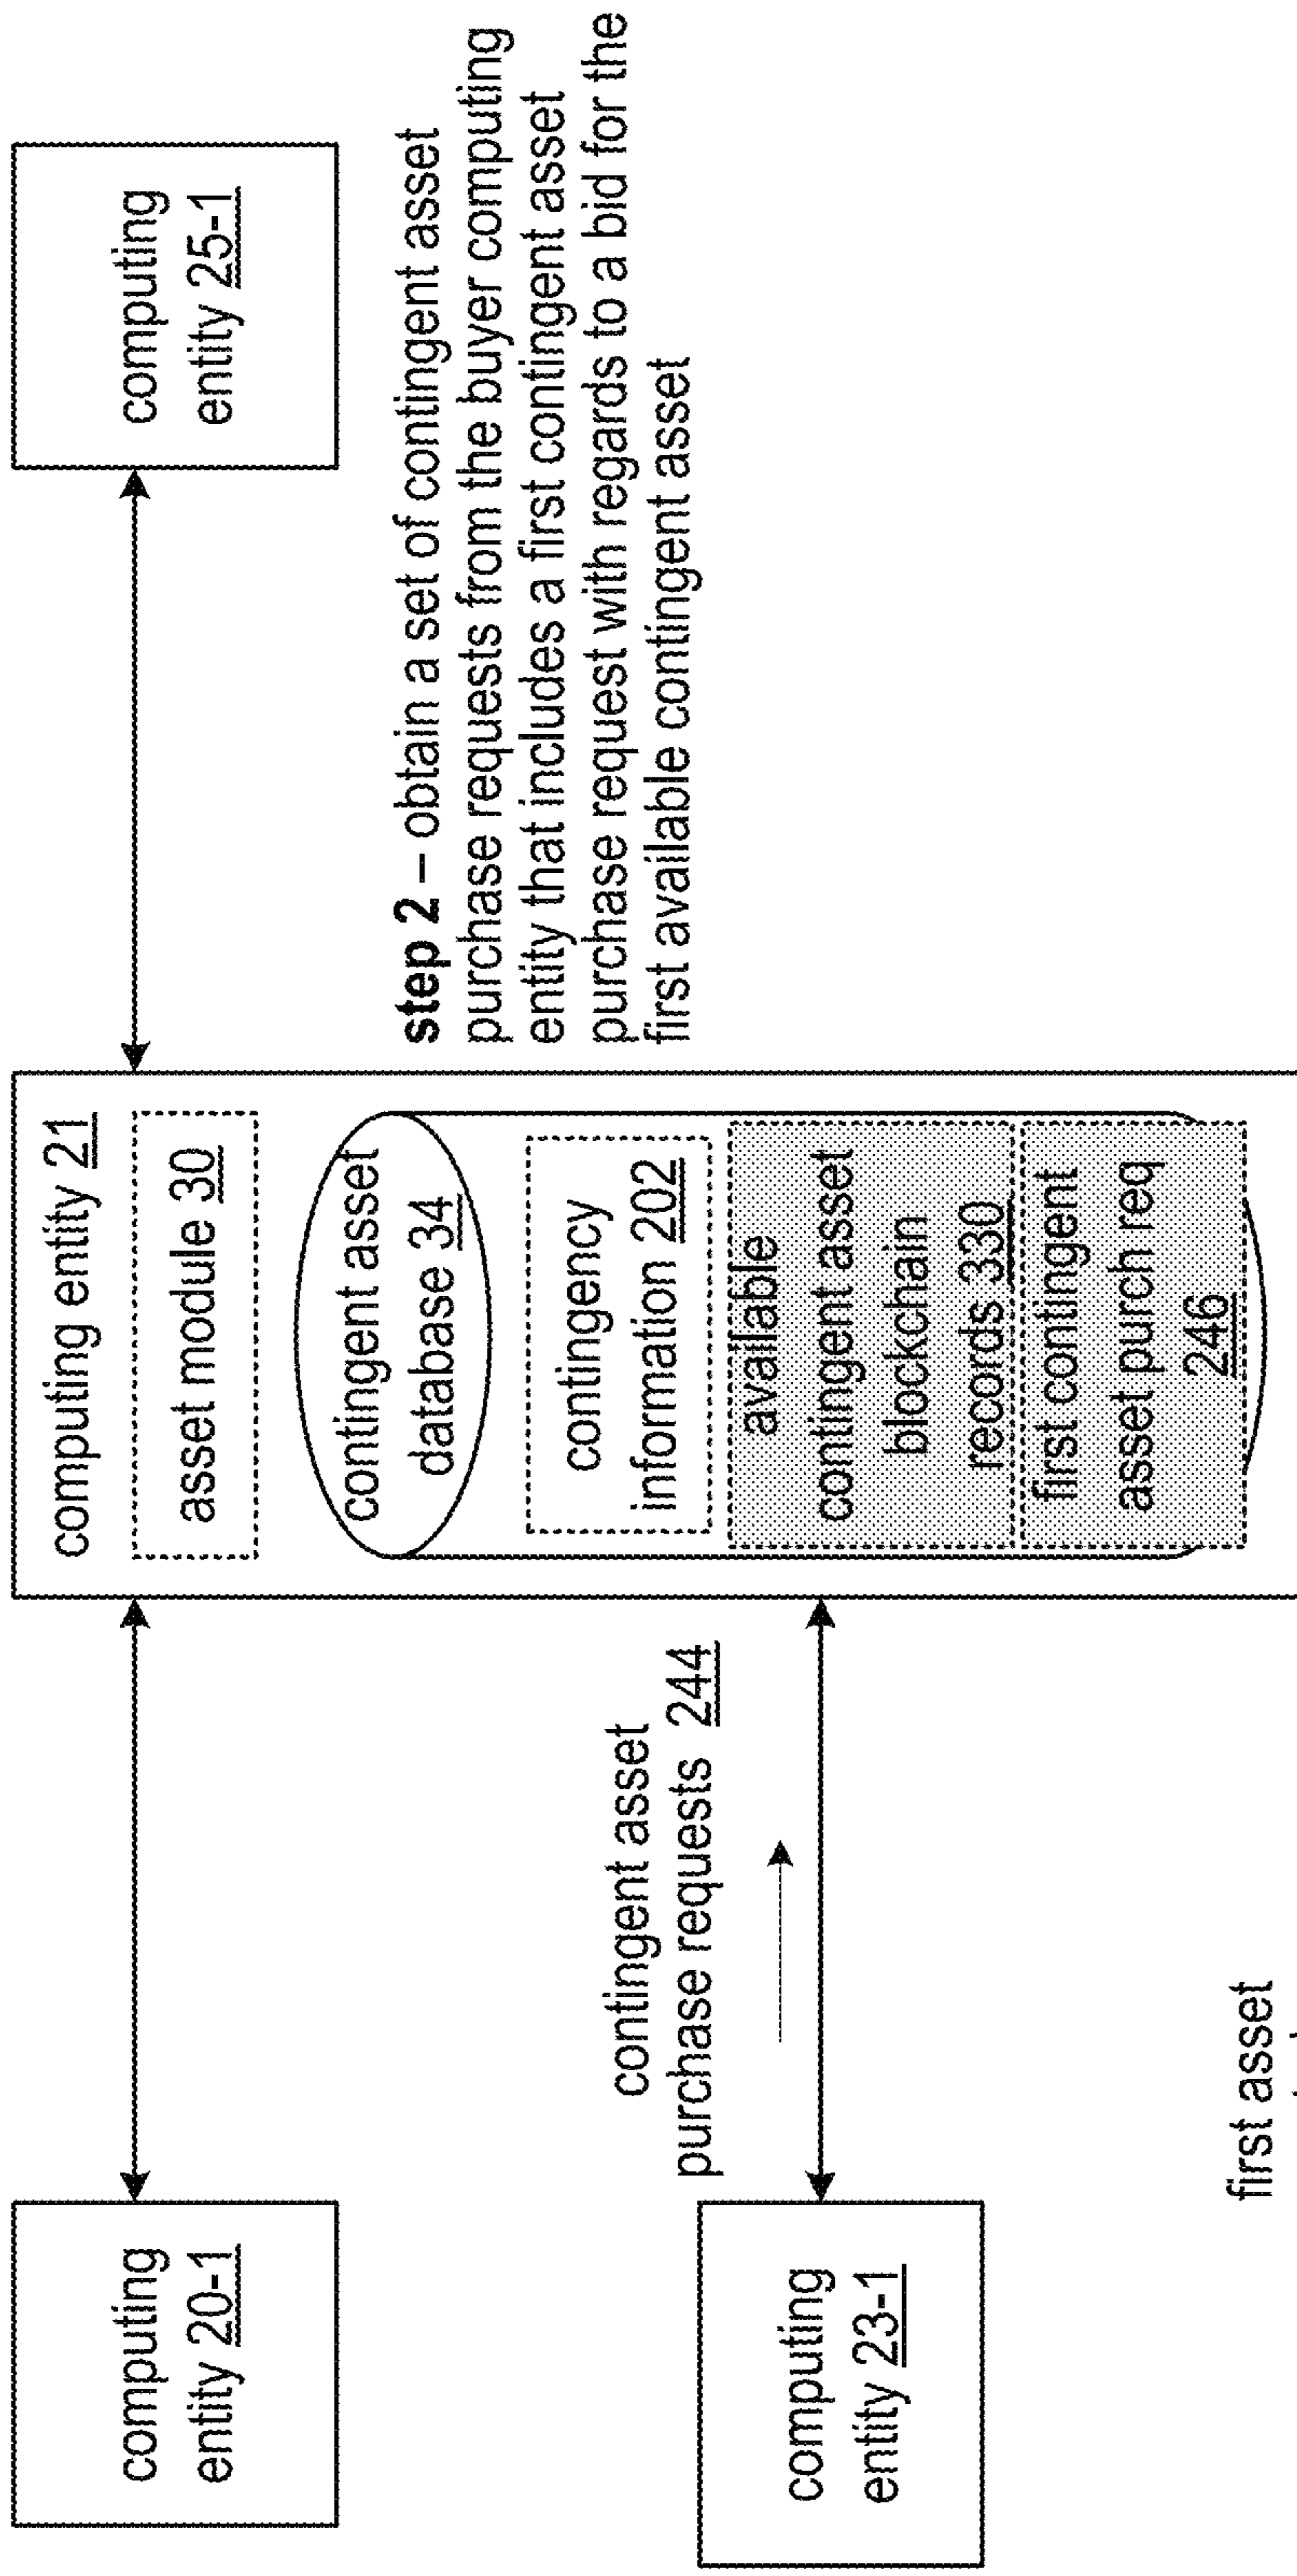 computing
entity 20-1
computing entity 21
asset module 30
contingent asset
database 34
contingency
information 202
available
contingent asset
blockchain
records 330
first contingent
asset purch req
246
computing
entity 25-1
step 2 – obtain a set of contingent asset
purchase requests from the buyer computing
entity that includes a first contingent asset
purchase request with regards to a bid for the
first available contingent asset
contingent asset
purchase requests 244
computing
entity 23-1
first asset